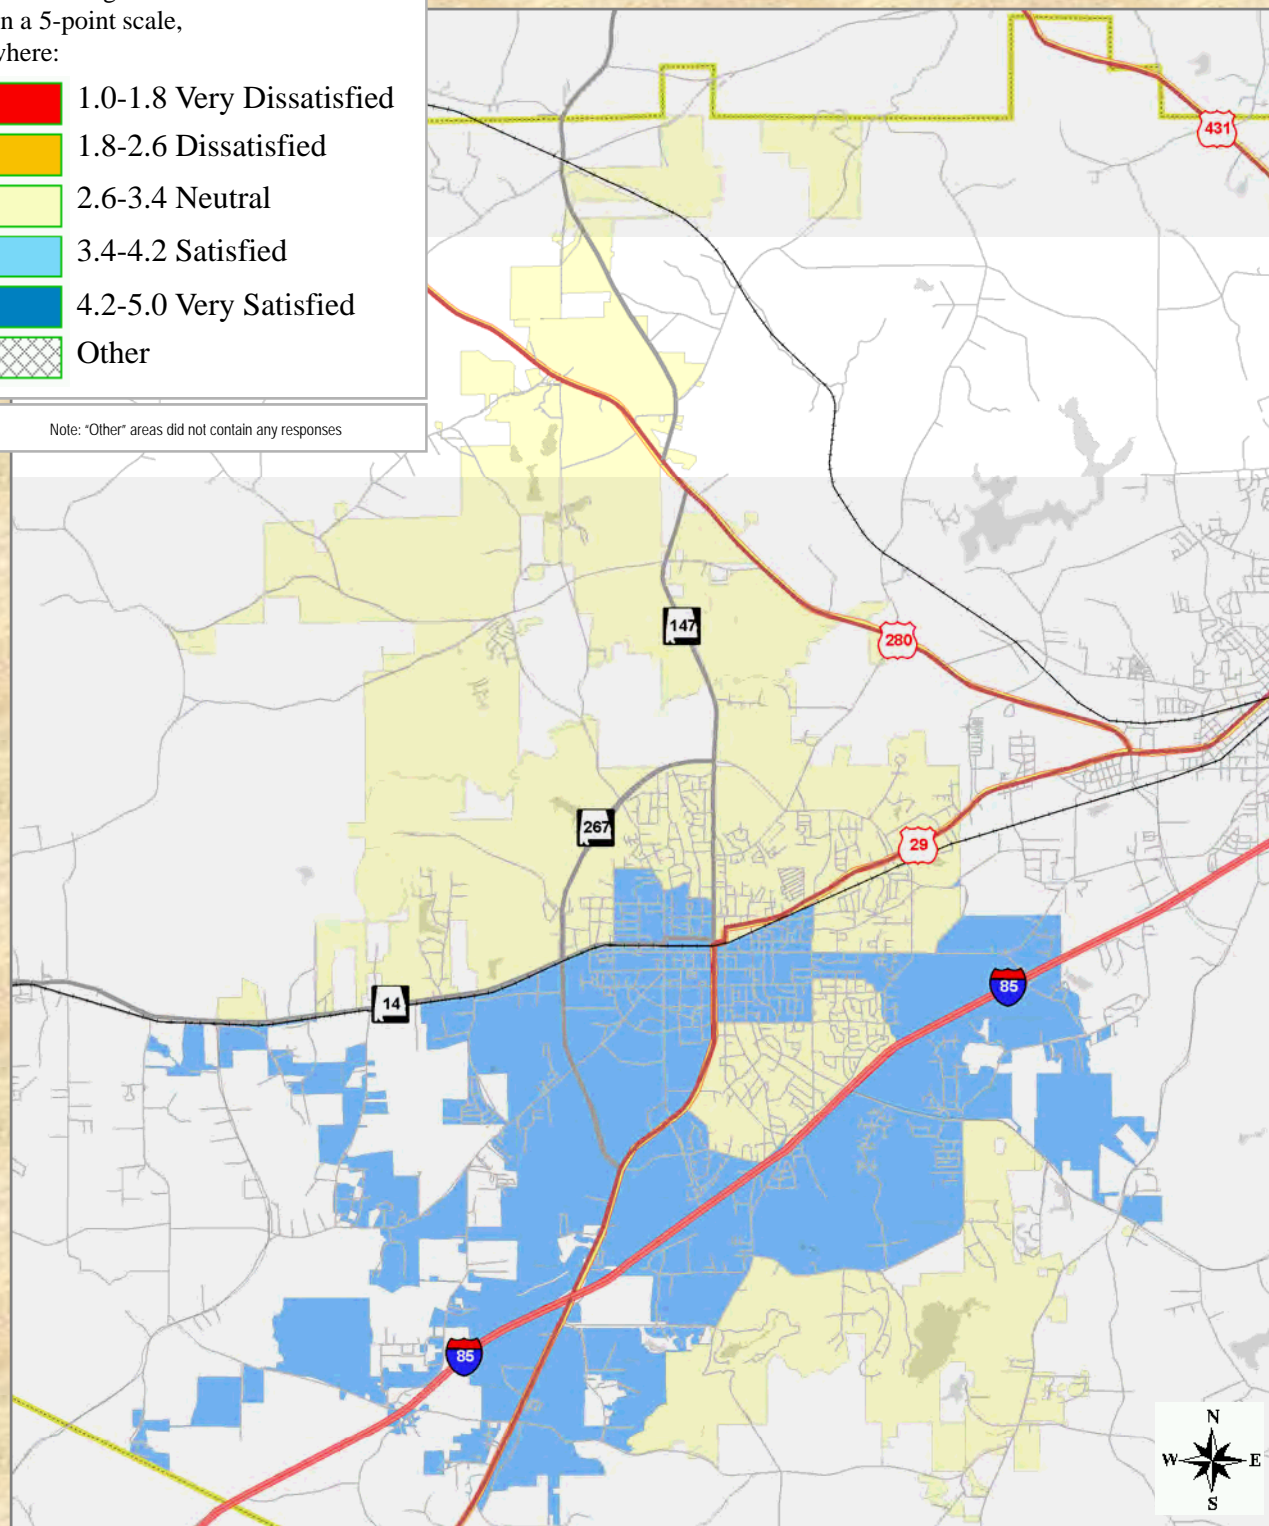 n a 5-point scale,
where:
1.0-1.8 Very Dissatisfied
1.8-2.6 Dissatisfied
2.6-3.4 Neutral
3.4-4.2 Satisfied
4.2-5.0 Very Satisfied
Other
Note: "Other" areas did not contain any responses
431
147
280
267
29
14
85
85
N
W E
S